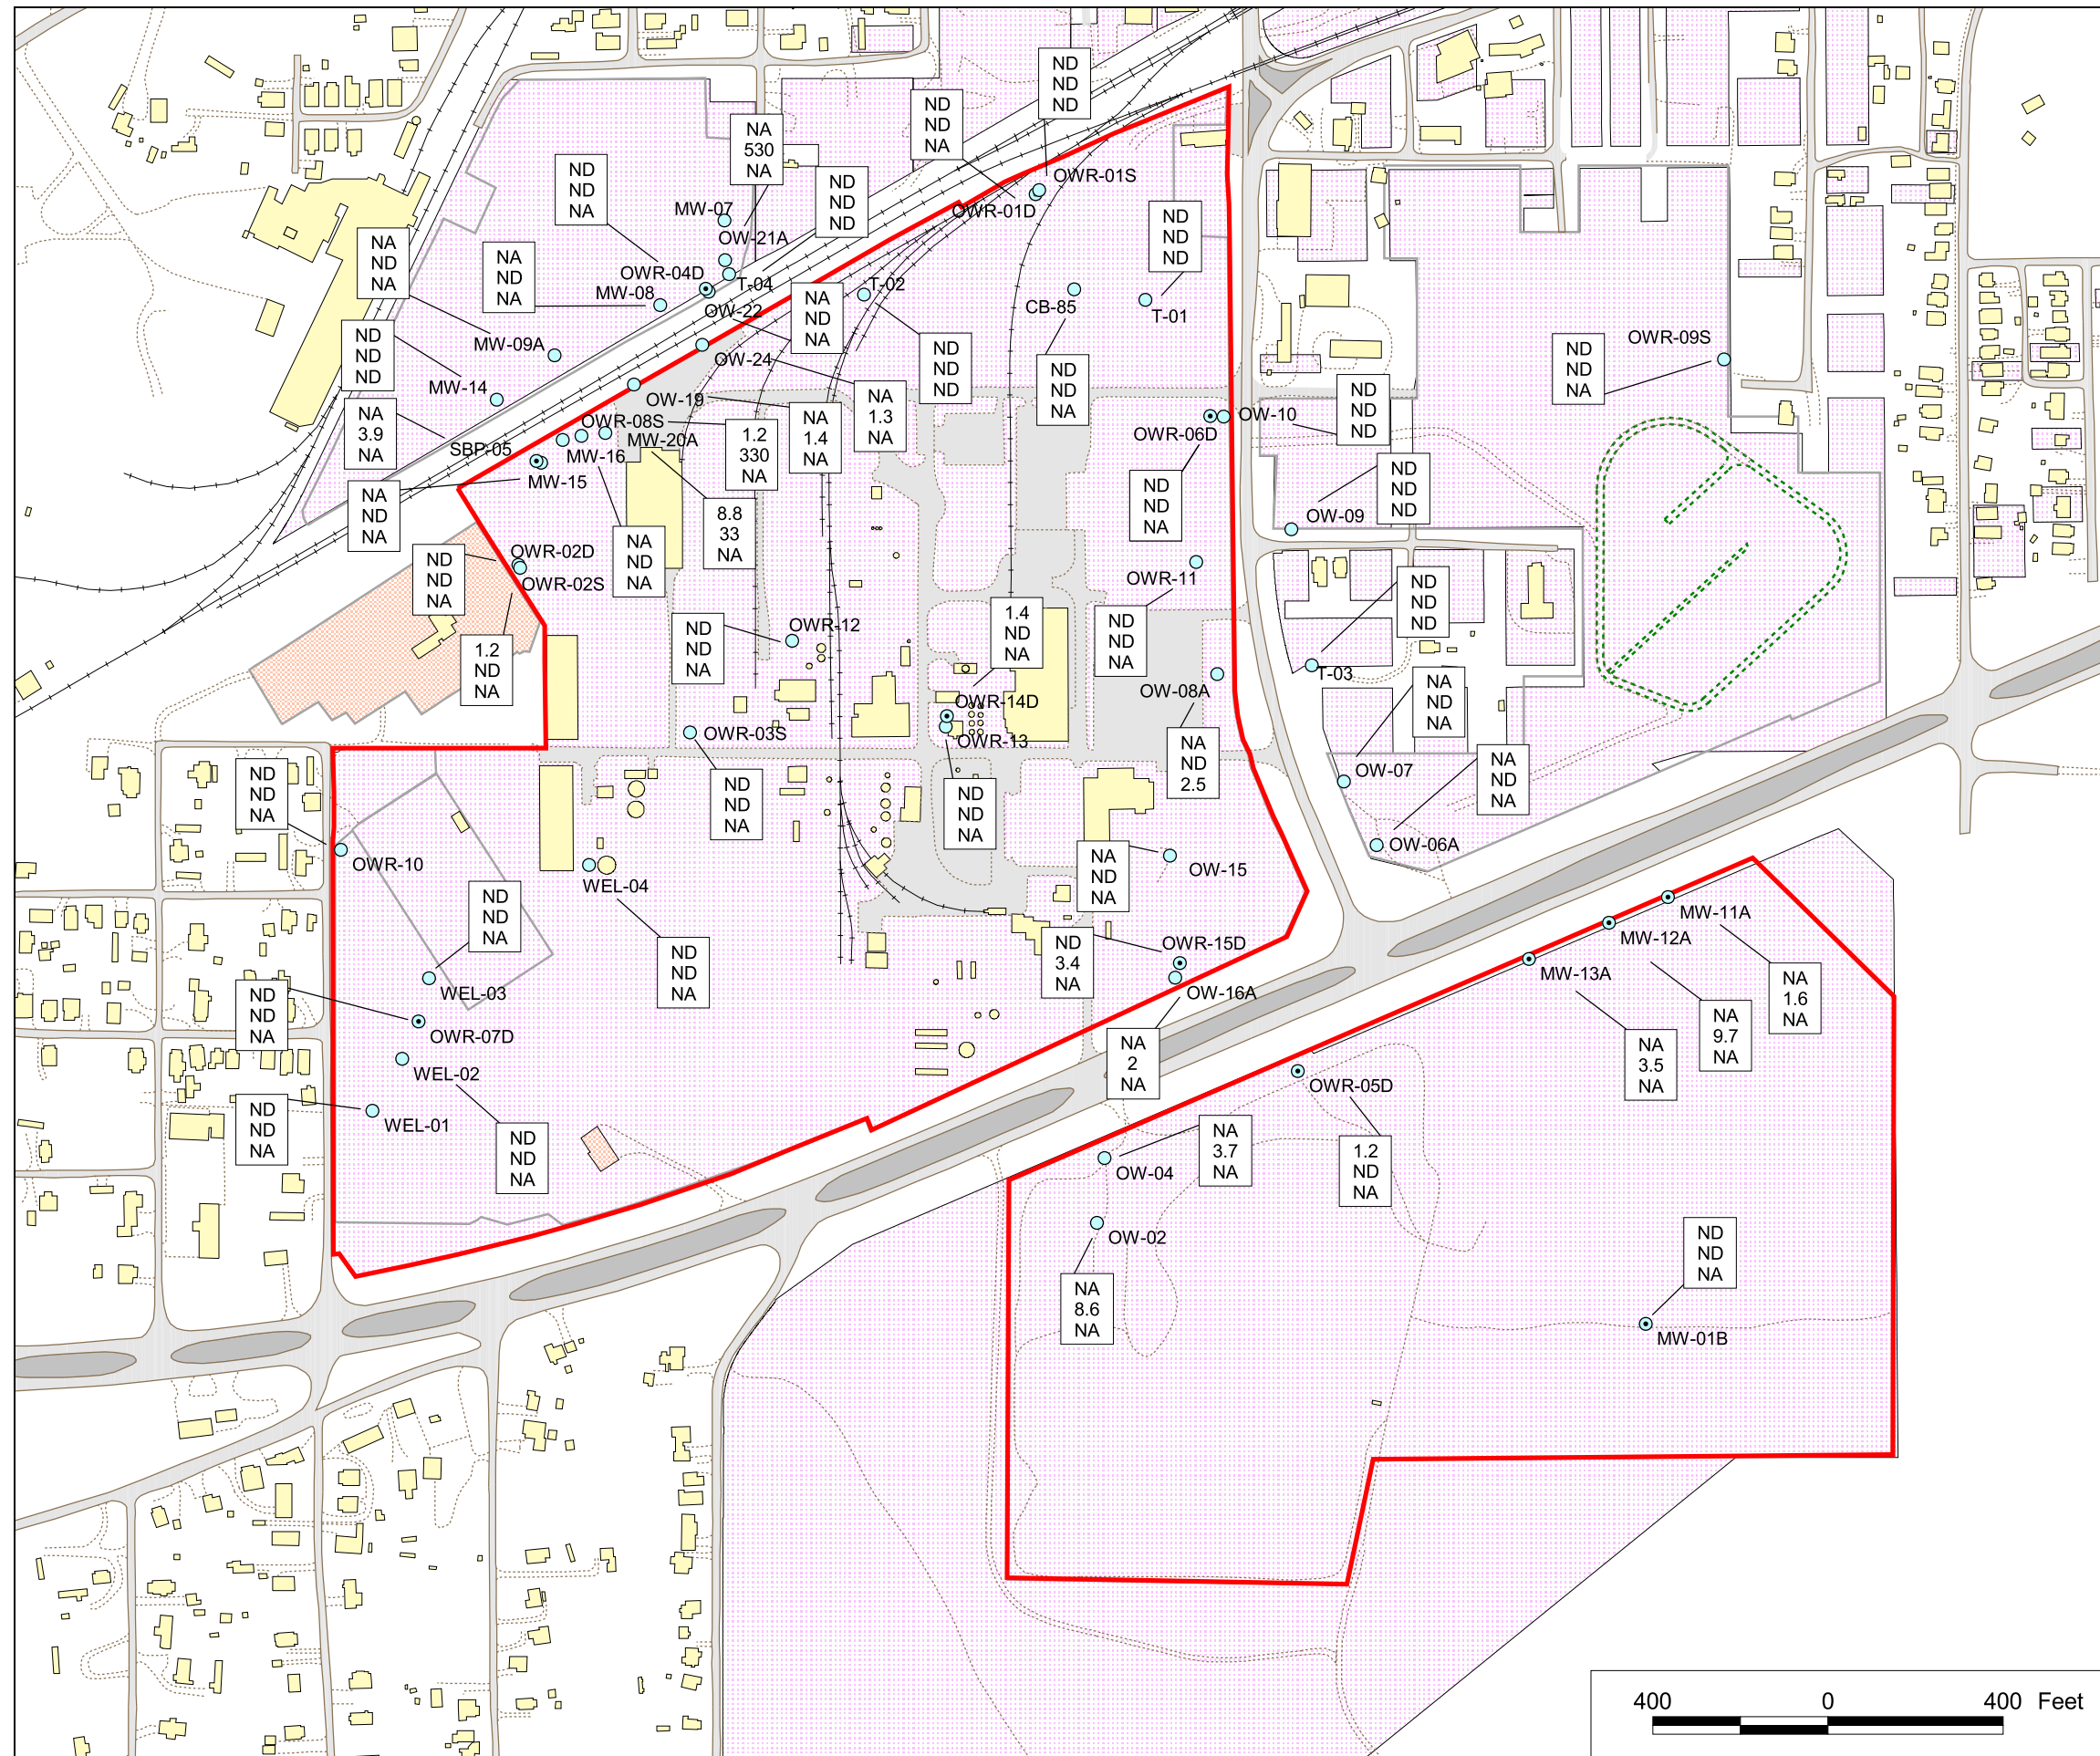 ND
ND
ND
ND
ND
NA
NA
530
NA
ND
ND
NA
ND
ND
ND
OWR-01S
OWR-01D
MW-07
OW-21A
ND
ND
ND
NA
ND
NA
NA
ND
NA
OWR-04D
T-04
MW-08
T-02
OW-22
NA
ND
NA
CB-85
T-01
ND
ND
ND
MW-09A
OW-24
ND
ND
ND
OWR-09S
ND
ND
NA
MW-14
ND
ND
NA
NA
1.3
NA
ND
ND
ND
OW-19
NA
3.9
NA
NA
1.4
NA
OW-10
OWR-06D
OWR-08S
MW-20A
1.2
330
NA
SBP-05
MW-16
MW-15
ND
ND
ND
ND
ND
NA
NA
ND
NA
8.8
33
NA
OW-09
NA
ND
NA
OWR-02D
OWR-02S
ND
ND
NA
OWR-11
ND
ND
ND
OWR-12
1.4
ND
NA
ND
ND
NA
ND
ND
NA
1.2
ND
NA
T-03
NA
ND
NA
OW-08A
OWR-14D
OWR-03S
OWR-13
NA
ND
2.5
OW-07
NA
ND
NA
ND
ND
NA
ND
ND
NA
ND
ND
NA
OW-06A
OWR-10
NA
ND
NA
OW-15
WEL-04
ND
ND
NA
MW-11A
MW-12A
ND
3.4
NA
OWR-15D
ND
ND
NA
MW-13A
OW-16A
WEL-03
ND
ND
NA
NA
1.6
NA
NA
9.7
NA
OWR-07D
NA
2
NA
NA
3.5
NA
WEL-02
OWR-05D
ND
ND
NA
WEL-01
NA
3.7
NA
ND
ND
NA
1.2
ND
NA
OW-04
OW-02
ND
ND
NA
NA
8.6
NA
MW-01B
400 0 400 Feet